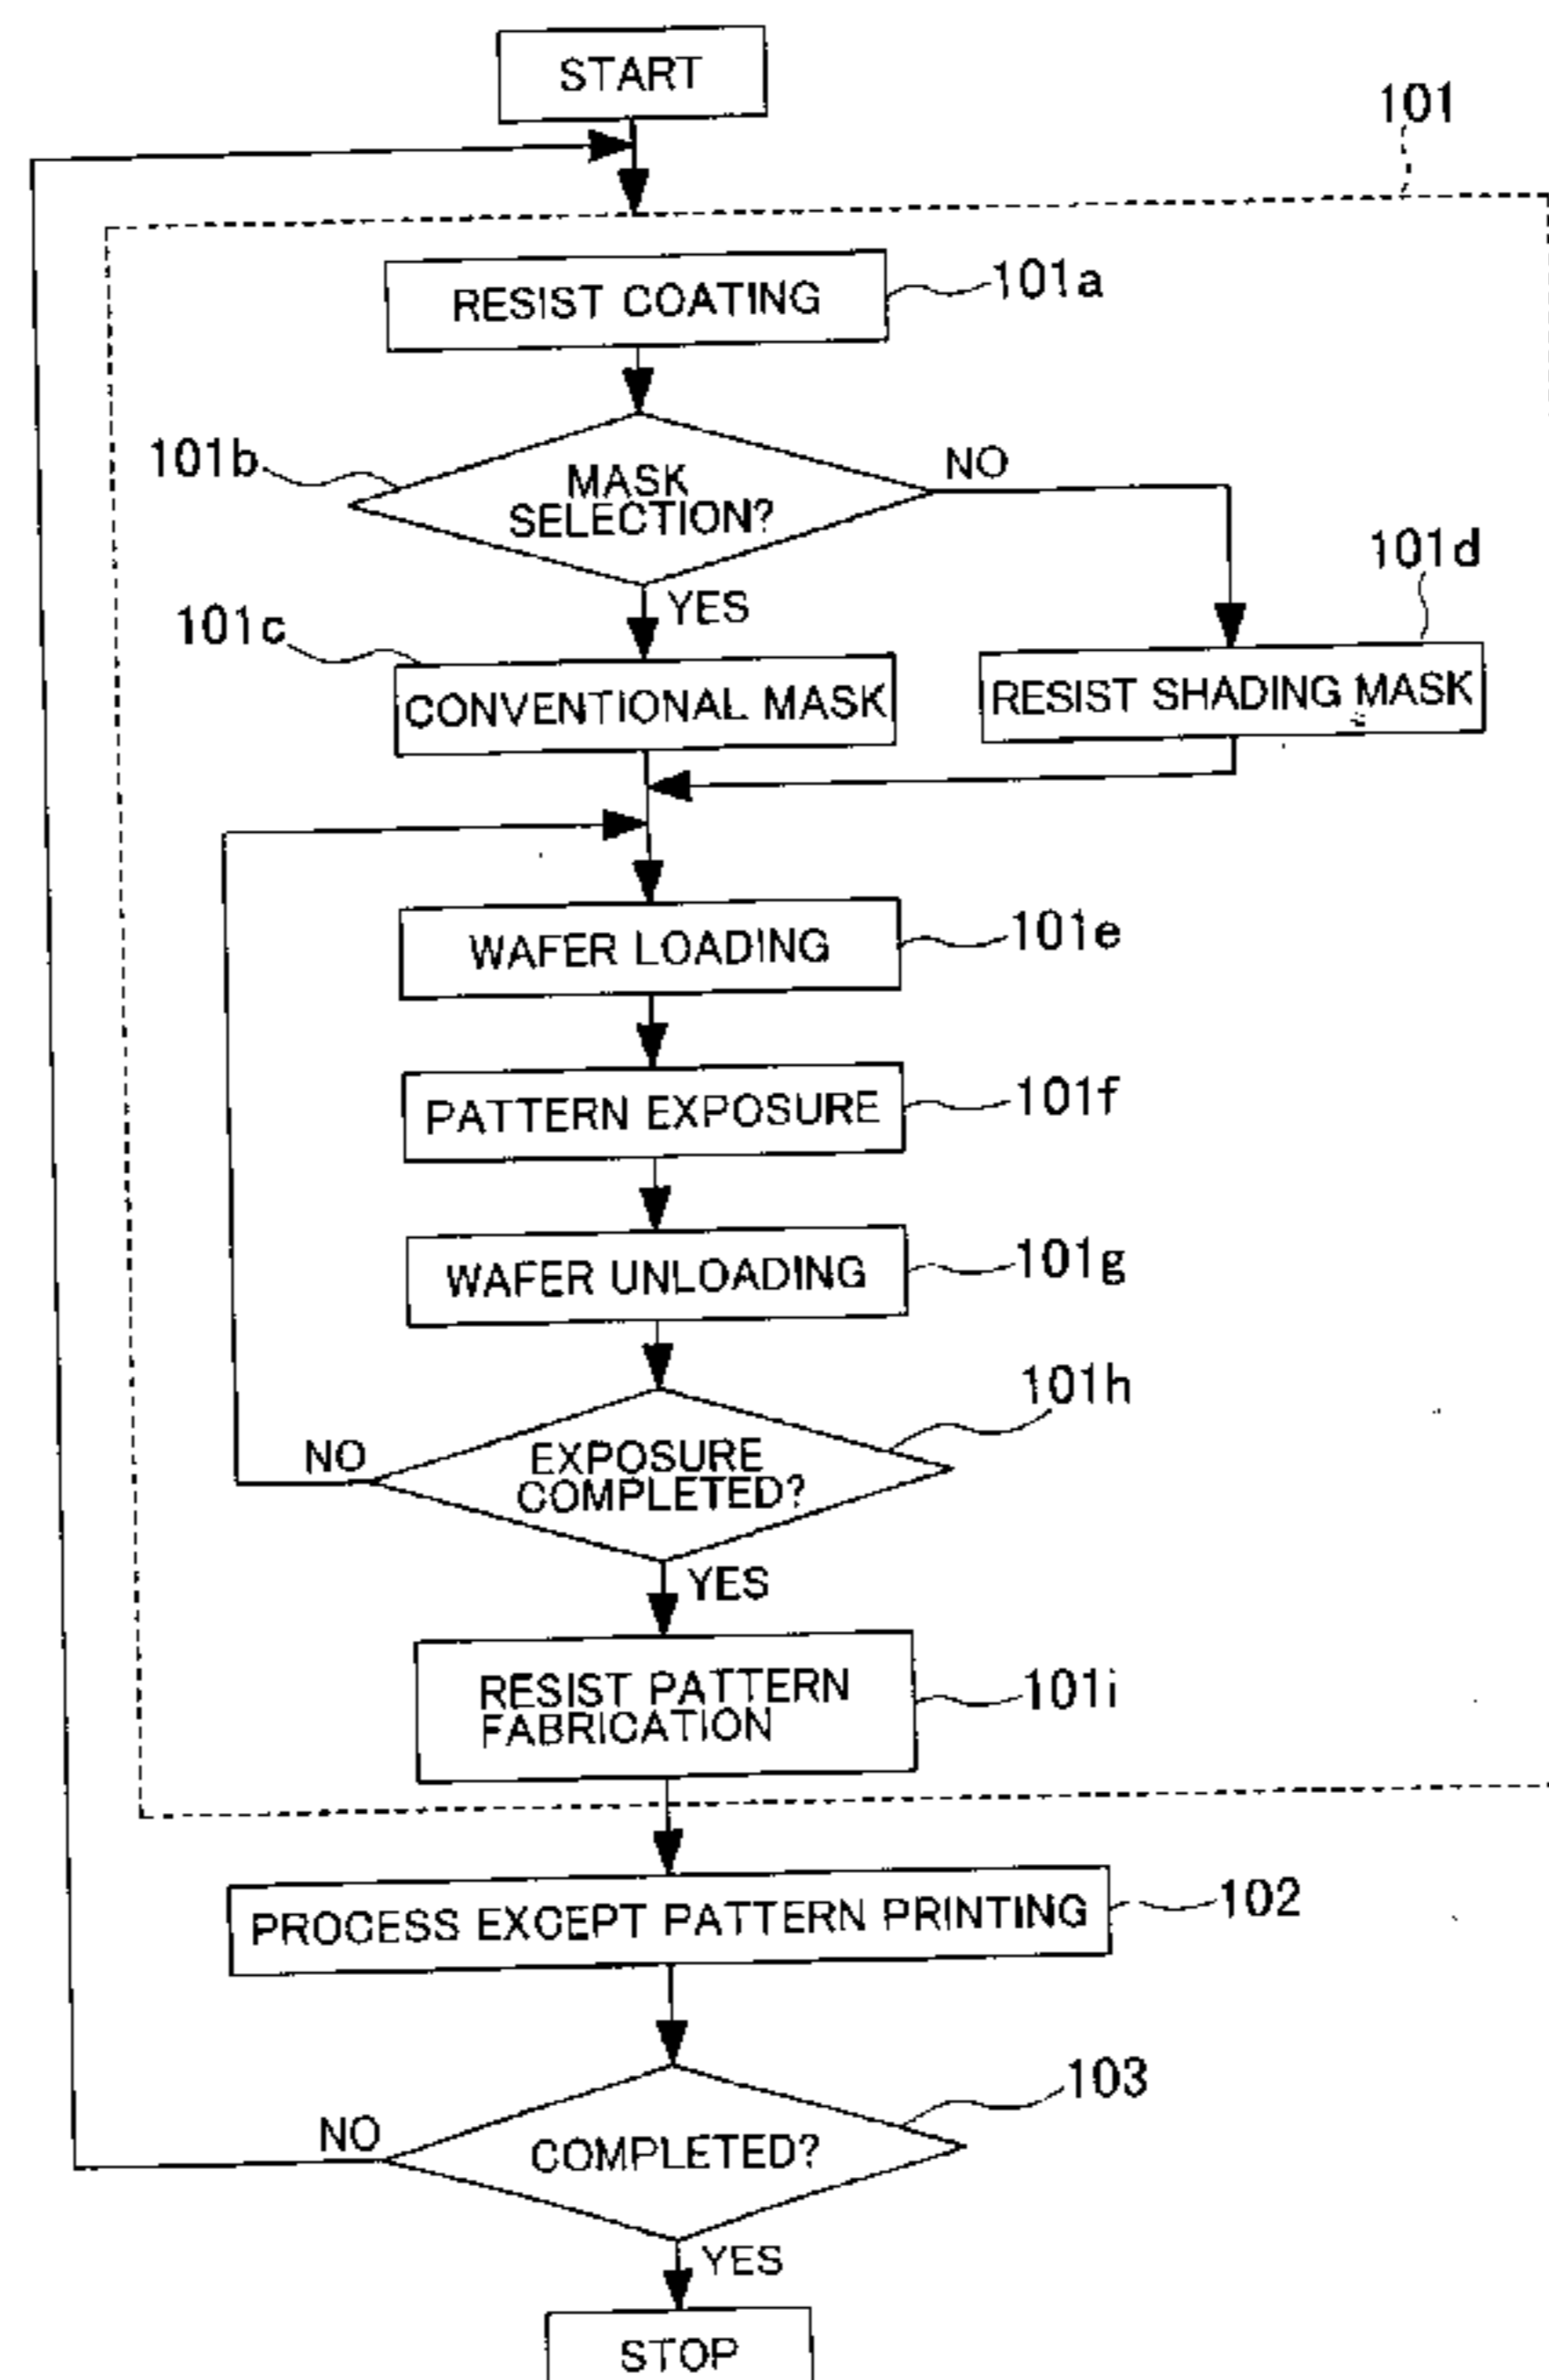 START
101
RESIST COATING
101a
101b
MASK
SELECTION?
NO
YES
101c
101d
CONVENTIONAL MASK
RESIST SHADING MASK
WAFER LOADING
101e
PATTERN EXPOSURE
101f
WAFER UNLOADING
101g
101h
NO
EXPOSURE
COMPLETED?
YES
RESIST PATTERN
FABRICATION
101i
PROCESS EXCEPT PATTERN PRINTING
102
103
NO
COMPLETED?
YES
STOP